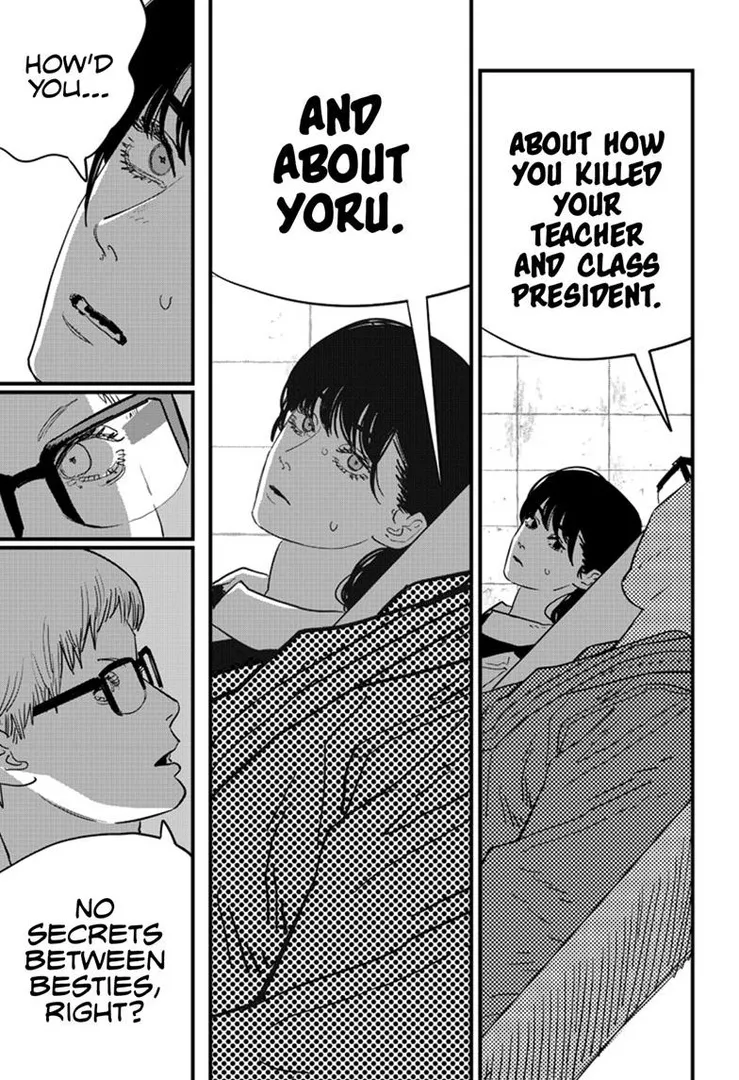 ABOUT HOW
YOU KILLED
YOUR
TEACHER
AND CLASS
PRESIDENT.
AND
ABOUT
YORU.
HOW'D
YOU...
NO
SECRETS
BETWEEN
BESTIES,
RIGHT?